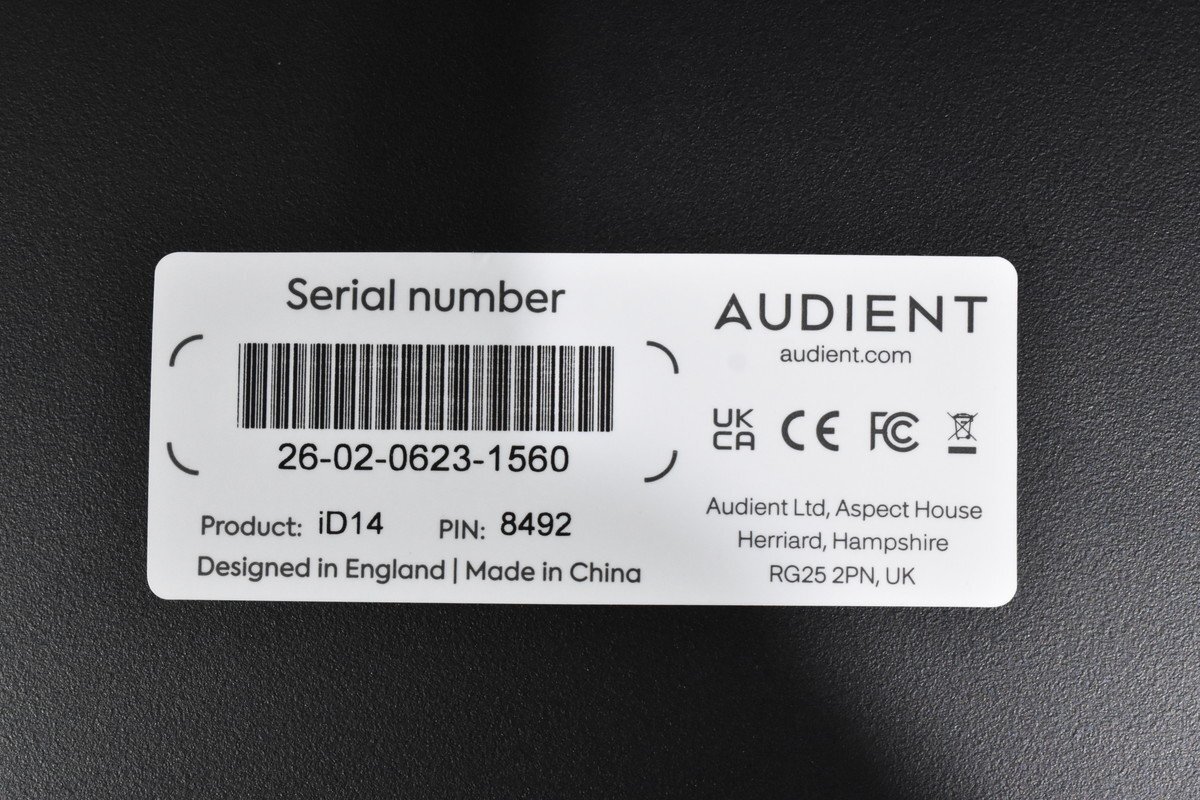 Serial number
26-02-0623-1560
Product: iD14 PIN: 8492
Designed in England | Made in China
AUDIENT
audient.com
UK CA CE FC
Audient Ltd, Aspect House
Herriard, Hampshire
RG25 2PN, UK